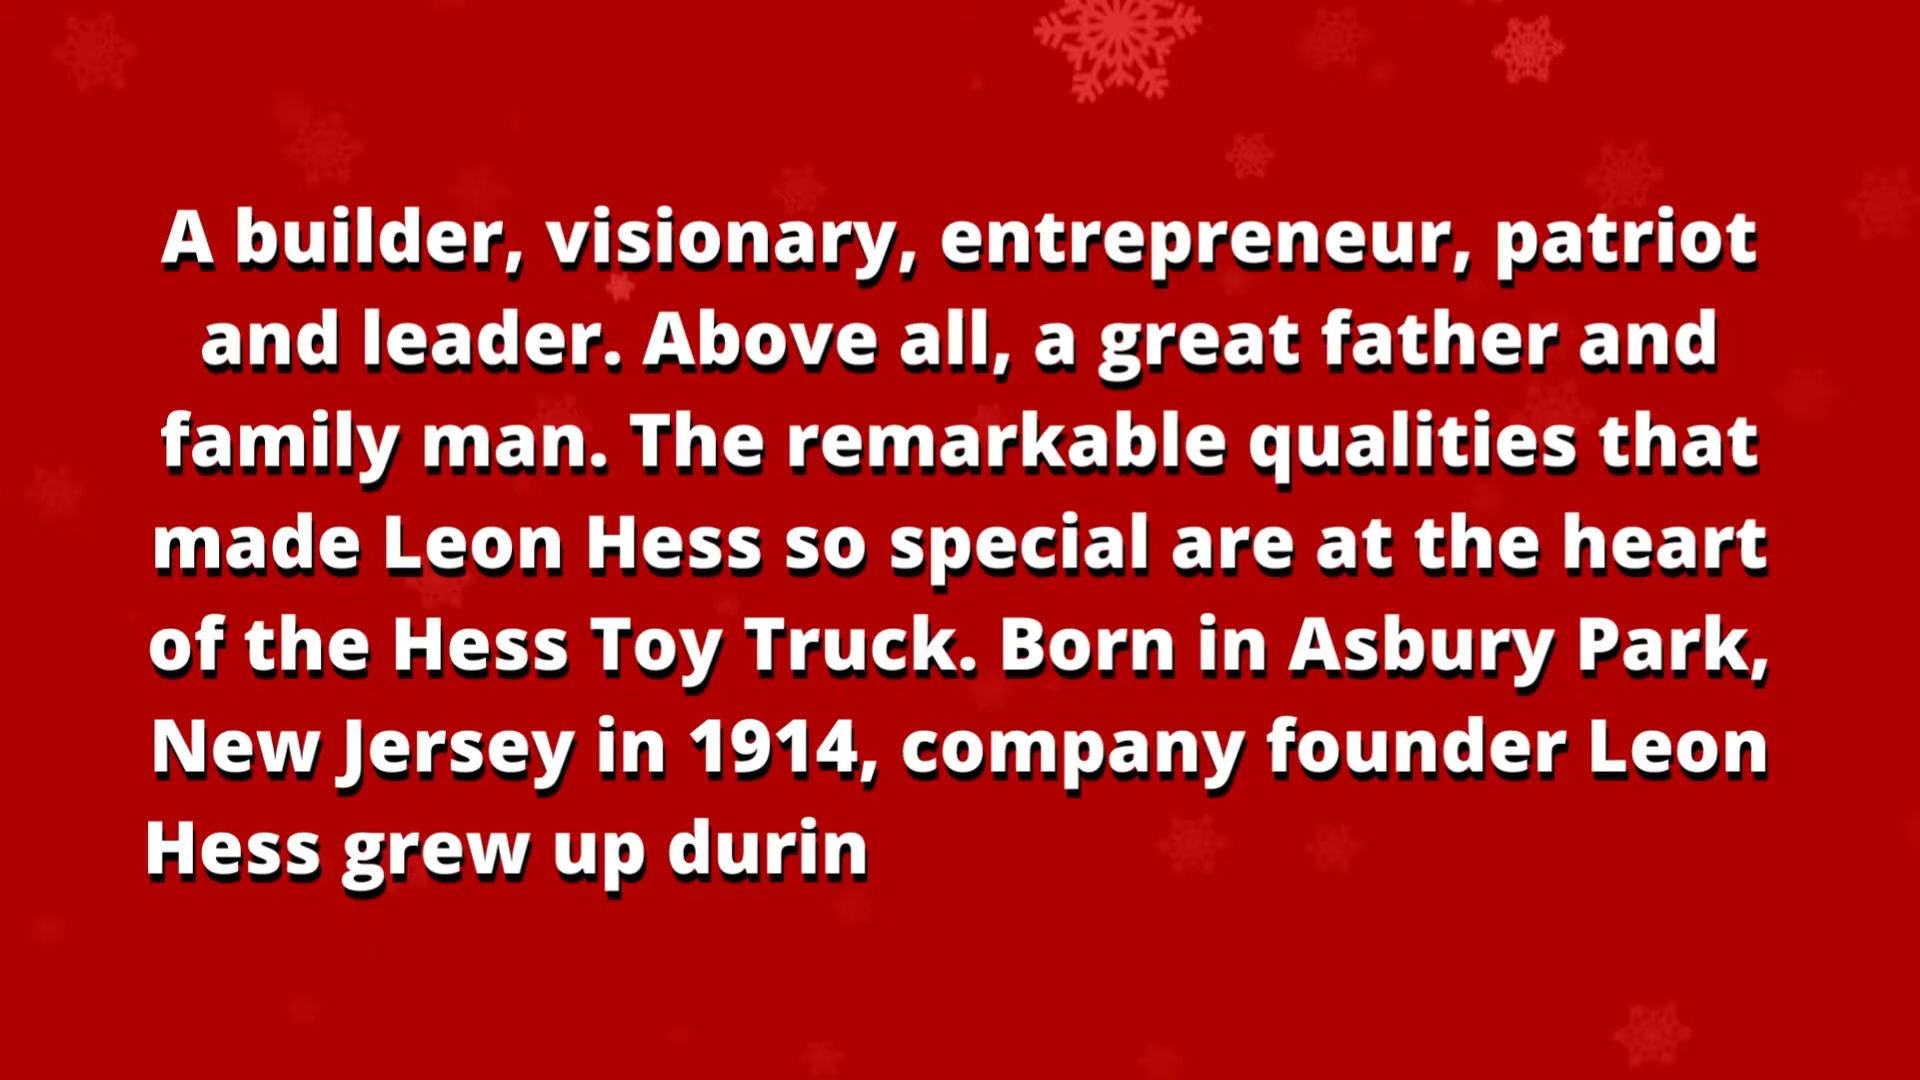 A builder, visionary, entrepreneur, patriot
and leader. Above all, a great father and
family man. The remarkable qualities that
made Leon Hess so special are at the heart
of the Hess Toy Truck. Born in Asbury Park,
New Jersey in 1914, company founder Leon
Hess grew up durin